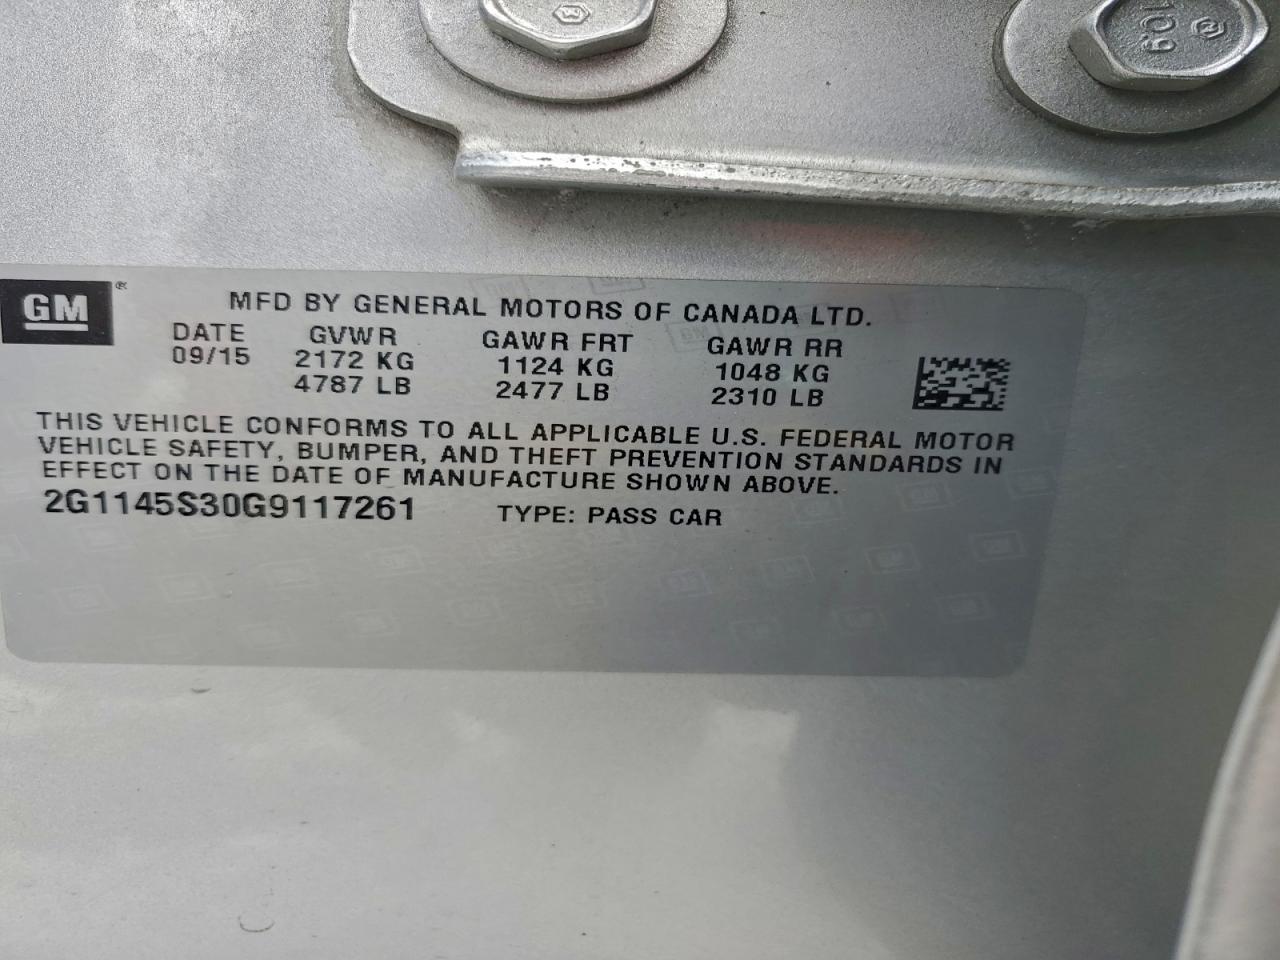 GM®
MFD BY GENERAL MOTORS OF CANADA LTD.
DATE GVWR GAWR FRT GAWR RR
09/15 2172 KG 1124 KG 1048 KG
4787 LB 2477 LB 2310 LB
THIS VEHICLE CONFORMS TO ALL APPLICABLE U.S. FEDERAL MOTOR
VEHICLE SAFETY, BUMPER, AND THEFT PREVENTION STANDARDS IN
EFFECT ON THE DATE OF MANUFACTURE SHOWN ABOVE.
2G1145S30G9117261 TYPE: PASS CAR